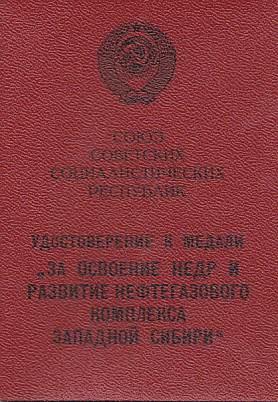 СОЮЗ
СОВЕТСКИХ
СОЦИАЛИСТИЧЕСКИХ
РЕСПУБЛИК
УДОСТОВЕРЕНИЕ К МЕДАЛИ
„ЗА ОСВОЕНИЕ НЕДР И
РАЗВИТИЕ НЕФТЕГАЗОВОГО
КОМПЛЕКСА
ЗАПАДНОЙ СИБИРИ“